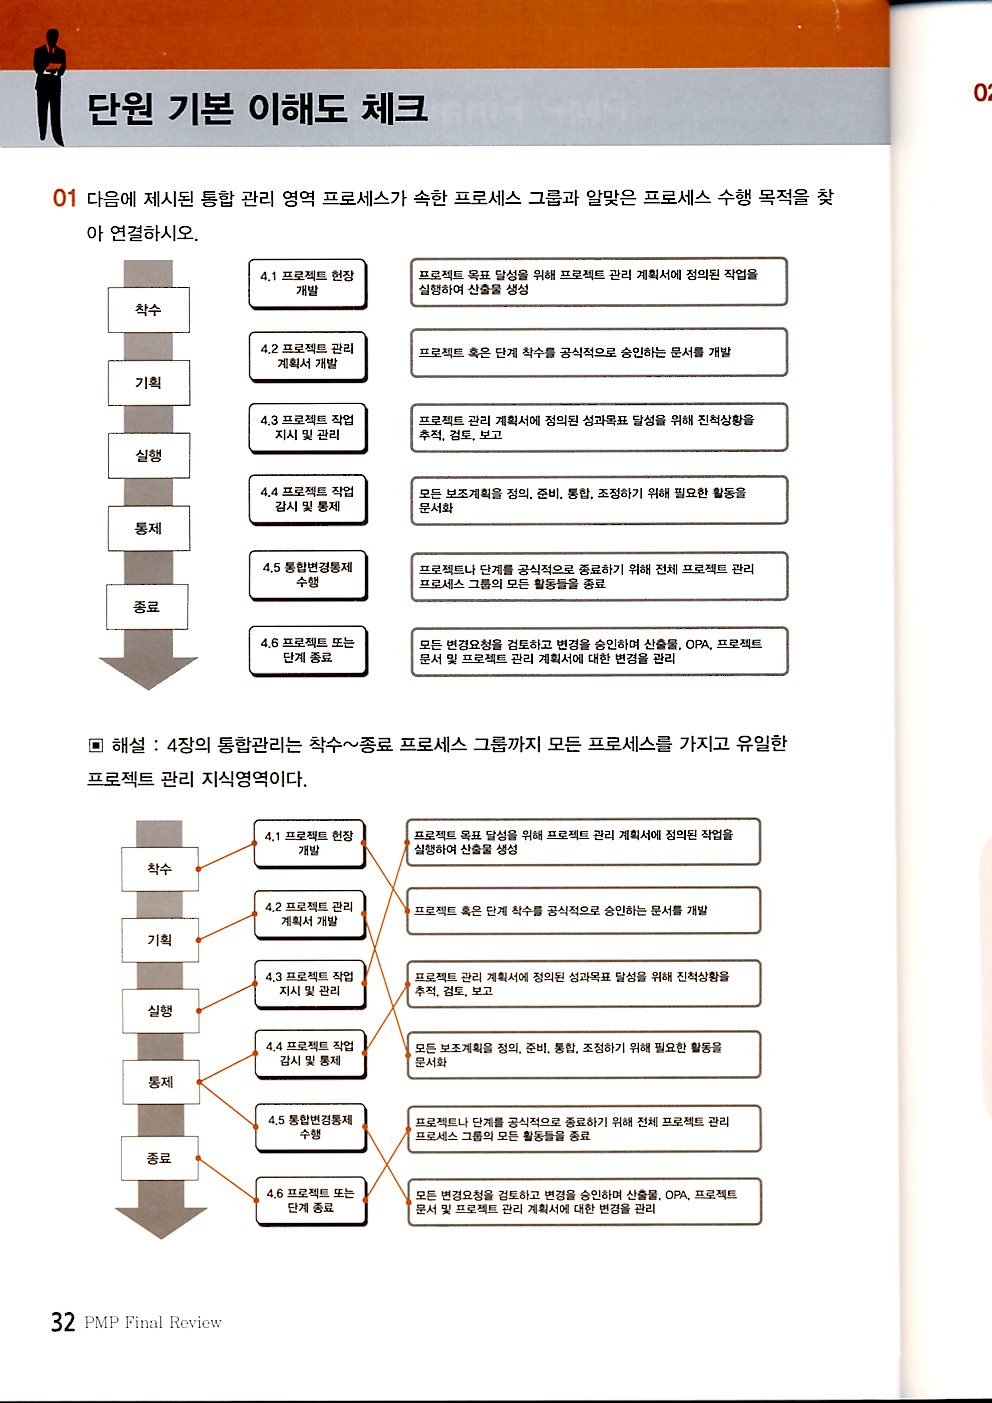 단원 기본 이해도 체크
01 다음에 제시된 통합 관리 영역 프로세스가 속한 프로세스 그룹과 알맞은 프로세스 수행 목적을 찾
아 연결하시오.
착수
기획
실행
통제
종료
4.1 프로젝트 헌장
개발
4.2 프로젝트 관리
계획서 개발
4.3 프로젝트 작업
지시 및 관리
4.4 프로젝트 작업
감시 및 통제
4.5 통합변경통제
수행
4.6 프로젝트 또는
단계 종료
프로젝트 목표 달성을 위해 프로젝트 관리 계획서에 정의된 작업을
실행하여 산출물 생성
프로젝트 혹은 단계 착수를 공식적으로 승인하는 문서를 개발
프로젝트 관리 계획서에 정의된 성과목표 달성을 위해 진척상황을
추적, 검토, 보고
모든 보조계획을 정의, 준비, 통합, 조정하기 위해 필요한 활동을
문서화
프로젝트나 단계를 공식적으로 종료하기 위해 전체 프로젝트 관리
프로세스 그룹의 모든 활동들을 종료
모든 변경요청을 검토하고 변경을 승인하며 산출물, OPA, 프로젝트
문서 및 프로젝트 관리 계획서에 대한 변경을 관리
▣ 해설 : 4장의 통합관리는 착수~종료 프로세스 그룹까지 모든 프로세스를 가지고 유일한
프로젝트 관리 지식영역이다.
착수
기획
실행
통제
종료
4.1 프로젝트 헌장
개발
4.2 프로젝트 관리
계획서 개발
4.3 프로젝트 작업
지시 및 관리
4.4 프로젝트 작업
감시 및 통제
4.5 통합변경통제
수행
4.6 프로젝트 또는
단계 종료
프로젝트 목표 달성을 위해 프로젝트 관리 계획서에 정의된 작업을
실행하여 산출물 생성
프로젝트 혹은 단계 착수를 공식적으로 승인하는 문서를 개발
프로젝트 관리 계획서에 정의된 성과목표 달성을 위해 진척상황을
추적, 검토, 보고
모든 보조계획을 정의, 준비, 통합, 조정하기 위해 필요한 활동을
문서화
프로젝트나 단계를 공식적으로 종료하기 위해 전체 프로젝트 관리
프로세스 그룹의 모든 활동들을 종료
모든 변경요청을 검토하고 변경을 승인하며 산출물, OPA, 프로젝트
문서 및 프로젝트 관리 계획서에 대한 변경을 관리
32 PMP Final Review
02